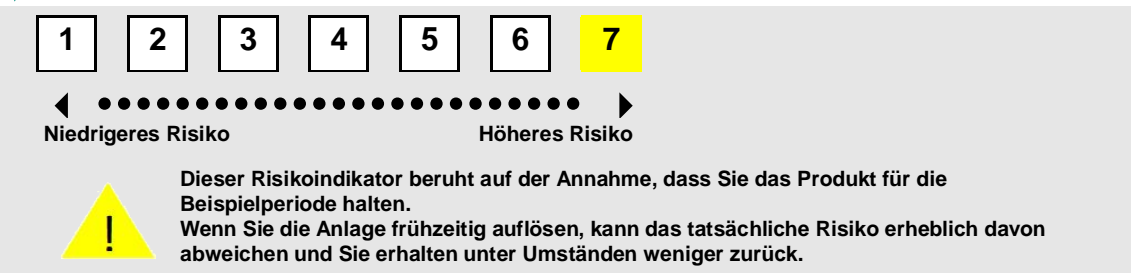 1 2 3 4 5 6 7
Niedrigeres Risiko Höheres Risiko
Dieser Risikoindikator beruht auf der Annahme, dass Sie das Produkt für die
Beispielperiode halten.
Wenn Sie die Anlage frühzeitig auflösen, kann das tatsächliche Risiko erheblich davon
abweichen und Sie erhalten unter Umständen weniger zurück.
!